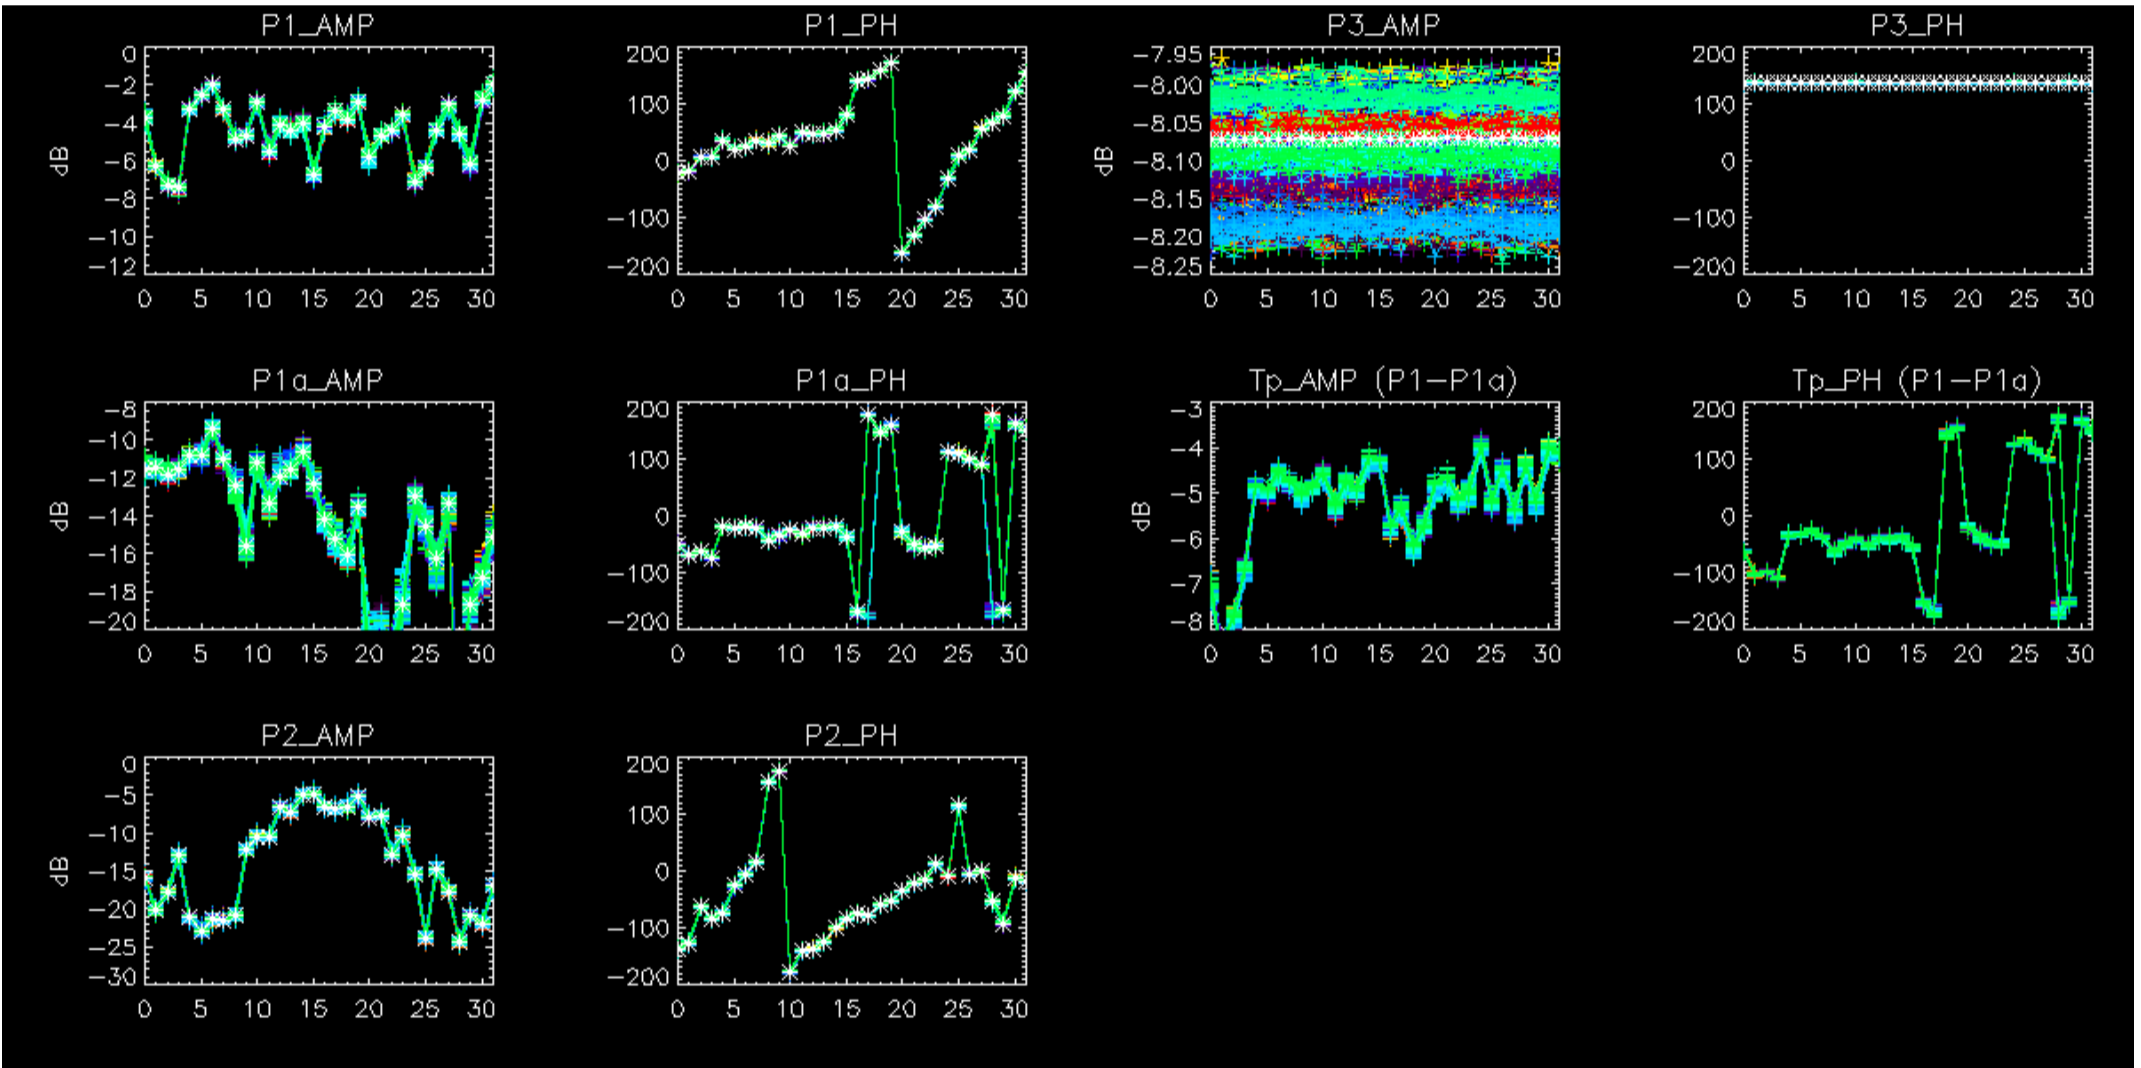 P1_AMP
0
-2
-4
-6
-8
-10
-12
dB
0 5 10 15 20 25 30
P1_PH
200
100
0
-100
-200
0 5 10 15 20 25 30
P3_AMP
-7.95
-8.00
-8.05
-8.10
-8.15
-8.20
-8.25
dB
0 5 10 15 20 25 30
P3_PH
200
100
0
-100
-200
0 5 10 15 20 25 30
P1a_AMP
-8
-10
-12
-14
-16
-18
-20
dB
0 5 10 15 20 25 30
P1a_PH
200
100
0
-100
-200
0 5 10 15 20 25 30
Tp_AMP (P1-P1a)
-3
-4
-5
-6
-7
-8
dB
0 5 10 15 20 25 30
Tp_PH (P1-P1a)
200
100
0
-100
-200
0 5 10 15 20 25 30
P2_AMP
0
-5
-10
-15
-20
-25
-30
dB
0 5 10 15 20 25 30
P2_PH
200
100
0
-100
-200
0 5 10 15 20 25 30